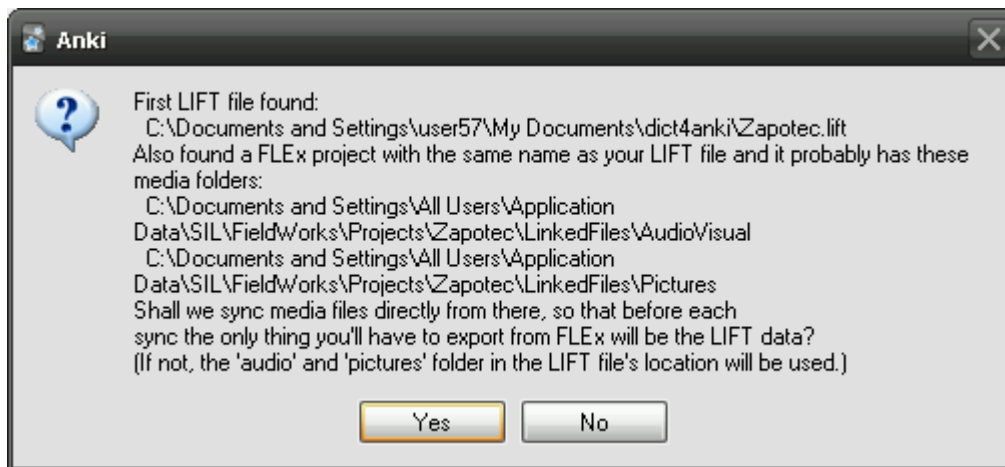 Anki
First LIFT file found:
C:\Documents and Settings\user57\My Documents\dict4anki\Zapotec.lift
Also found a FLEx project with the same name as your LIFT file and it probably has these
media folders:
C:\Documents and Settings\All Users\Application
Data\SIL\FieldWorks\Projects\Zapotec\LinkedFiles\AudioVisual
C:\Documents and Settings\All Users\Application
Data\SIL\FieldWorks\Projects\Zapotec\LinkedFiles\Pictures
Shall we sync media files directly from there, so that before each
sync the only thing you'll have to export from FLEx will be the LIFT data?
(If not, the 'audio' and 'pictures' folder in the LIFT file's location will be used.)
Yes No